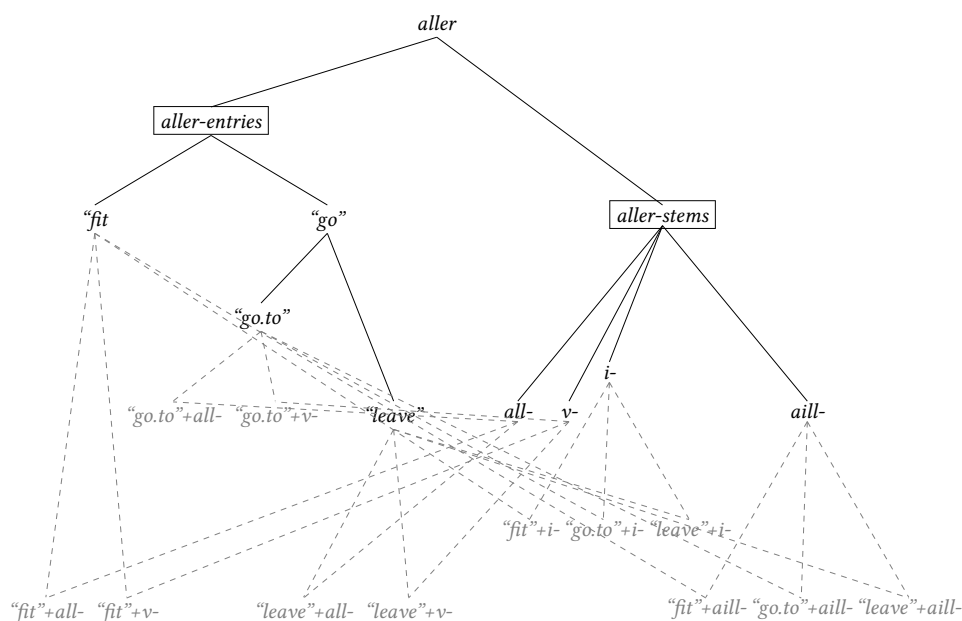 aller
aller-entries
“fit
“go”
aller-stems
“go.to”
i-
“go.to”+all-
“go.to”+v-
“leave”
all-
v-
aill-
“fit”+i-
“go.to”+i-
“leave”+i-
“fit”+all-
“fit”+v-
“leave”+all-
“leave”+v-
“fit”+aill-
“go.to”+aill-
“leave”+aill-